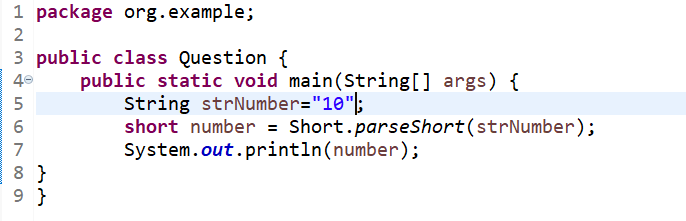 1 package org.example;
2
3 public class Question {
4 public static void main(String[] args) {
5 String strNumber="10";
6 short number = Short.parseShort(strNumber);
7 System.out.println(number);
8 }
9 }